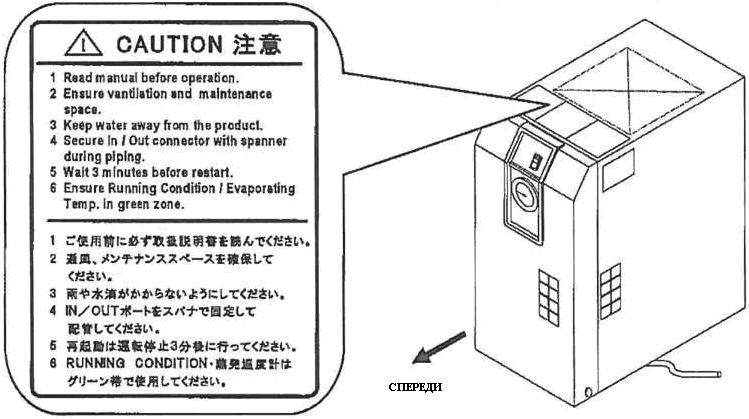 CAUTION 注意
1 Read manual before operation.
2 Ensure vantilation and maintenance
space.
3 Keep water away from the product.
4 Secure In / Out connector with spanner
during piping.
5 Wait 3 minutes before restart.
6 Ensure Running Condition / Evaporating
Temp. in green zone.
1 ご使用前に必ず取扱説明書を読んでください。
2 通風、メンテナンススペースを確保して
ください。
3 雨や水滴がかからないようにしてください。
4 IN／OUTポートをスパナで固定して
配管してください。
5 再起動は運転停止3分後に行ってください。
6 RUNNING CONDITION・蒸発温度計は
グリーン帯で使用してください。
СПЕРЕДИ